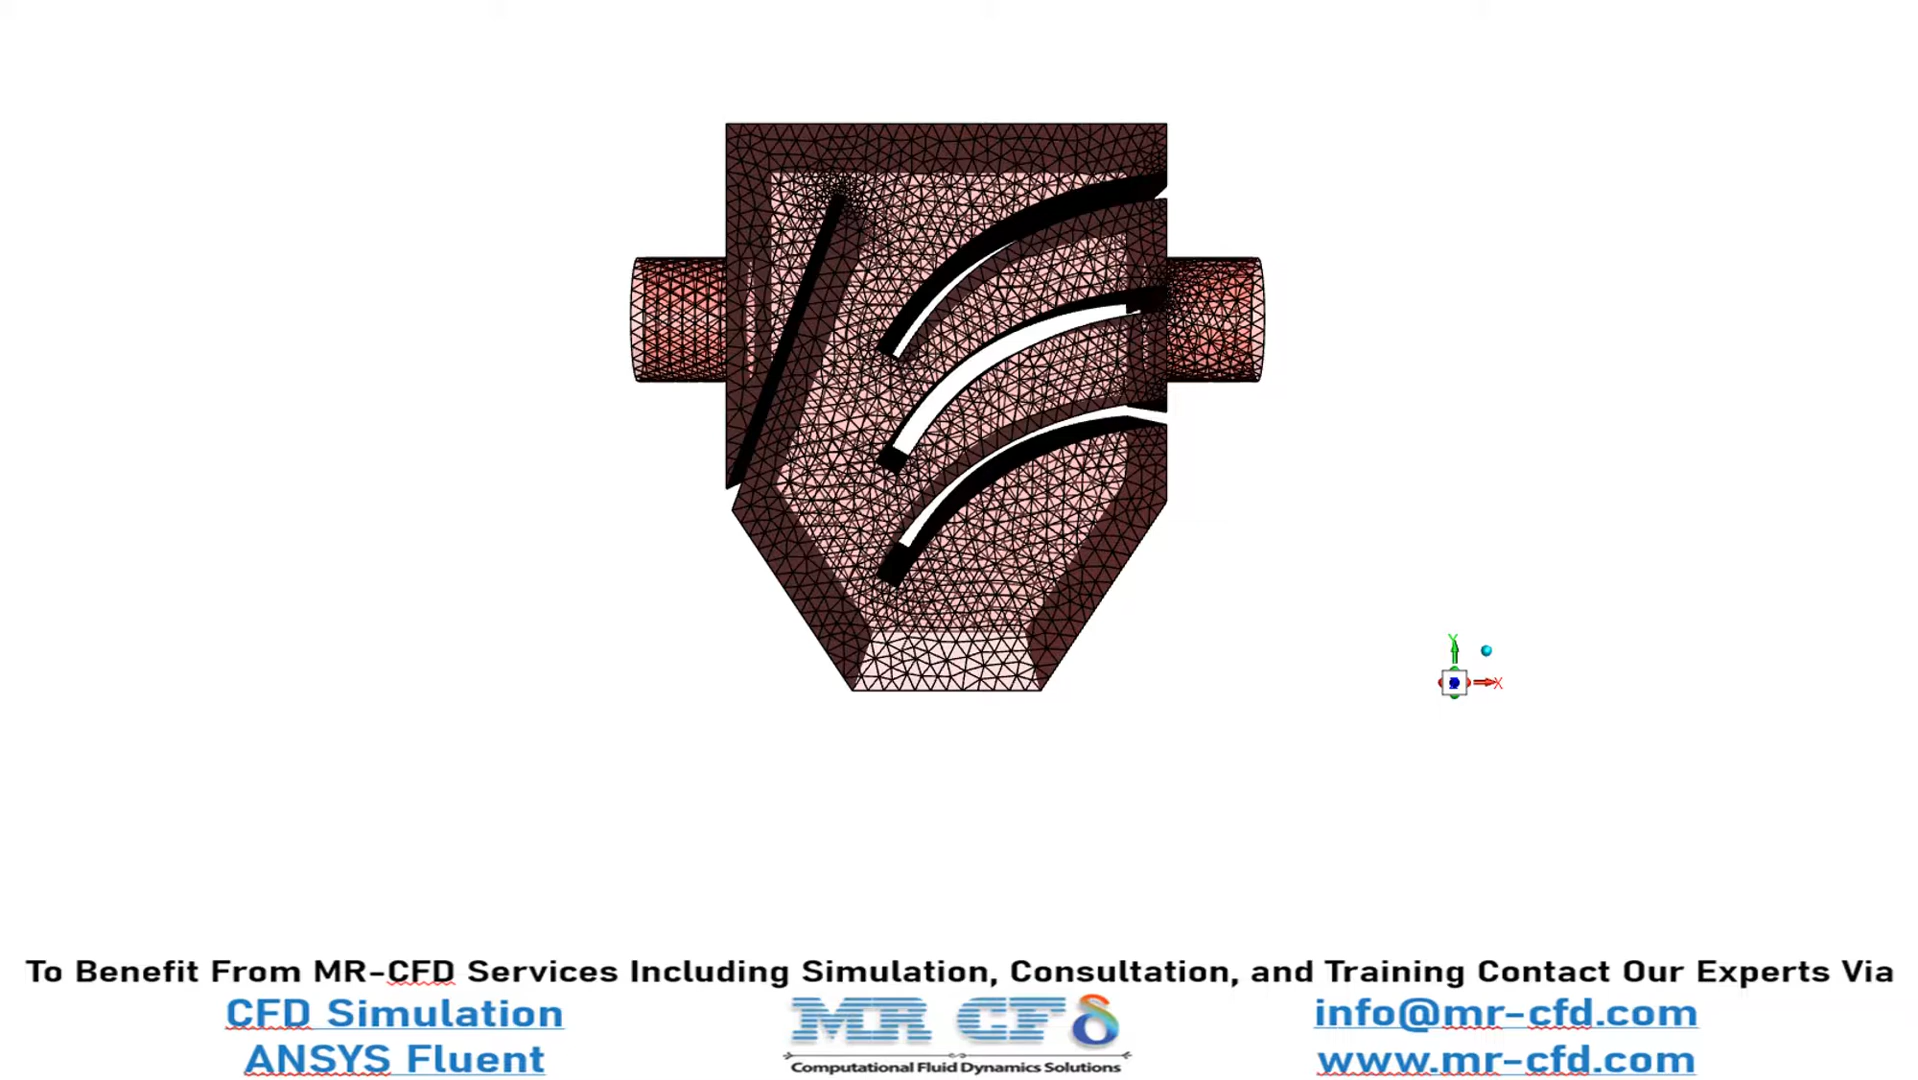 Y
X
To Benefit From MR-CFD Services Including Simulation, Consultation, and Training Contact Our Experts Via
CFD Simulation
ANSYS Fluent
MR CFδ
Computational Fluid Dynamics Solutions
info@mr-cfd.com
www.mr-cfd.com